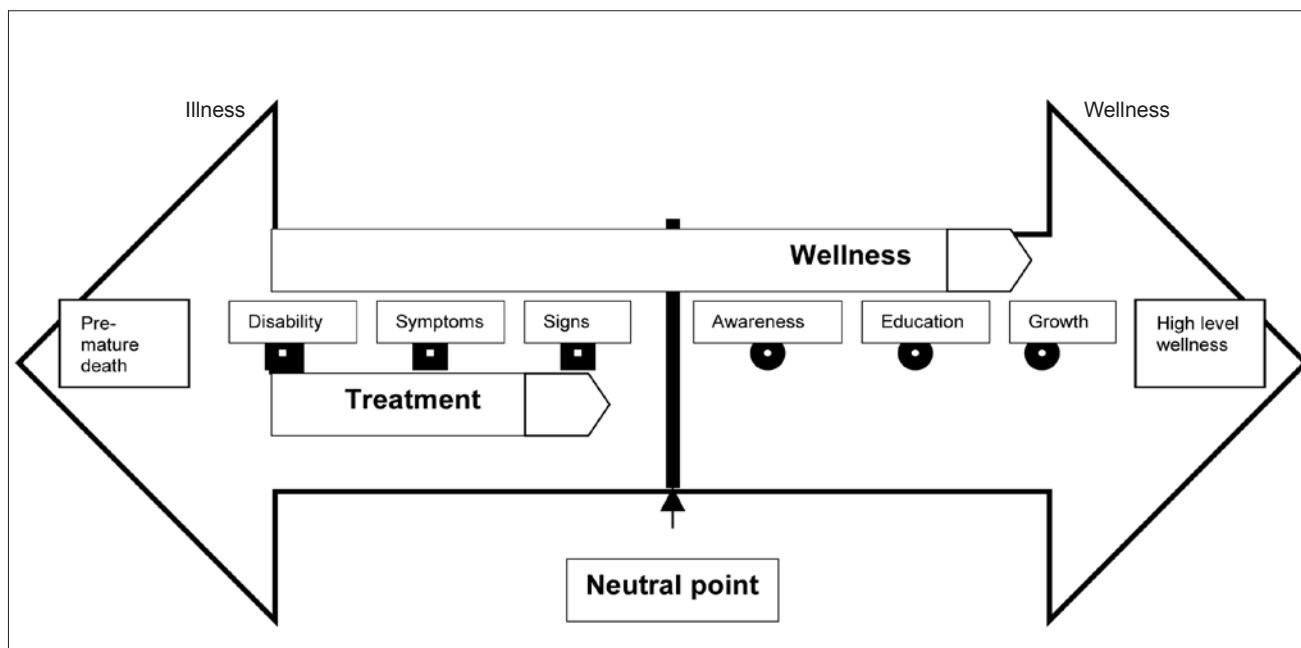 Illness
Wellness
Wellness
Pre-
mature
death
Disability
Symptoms
Signs
Awareness
Education
Growth
High level
wellness
Treatment
Neutral point